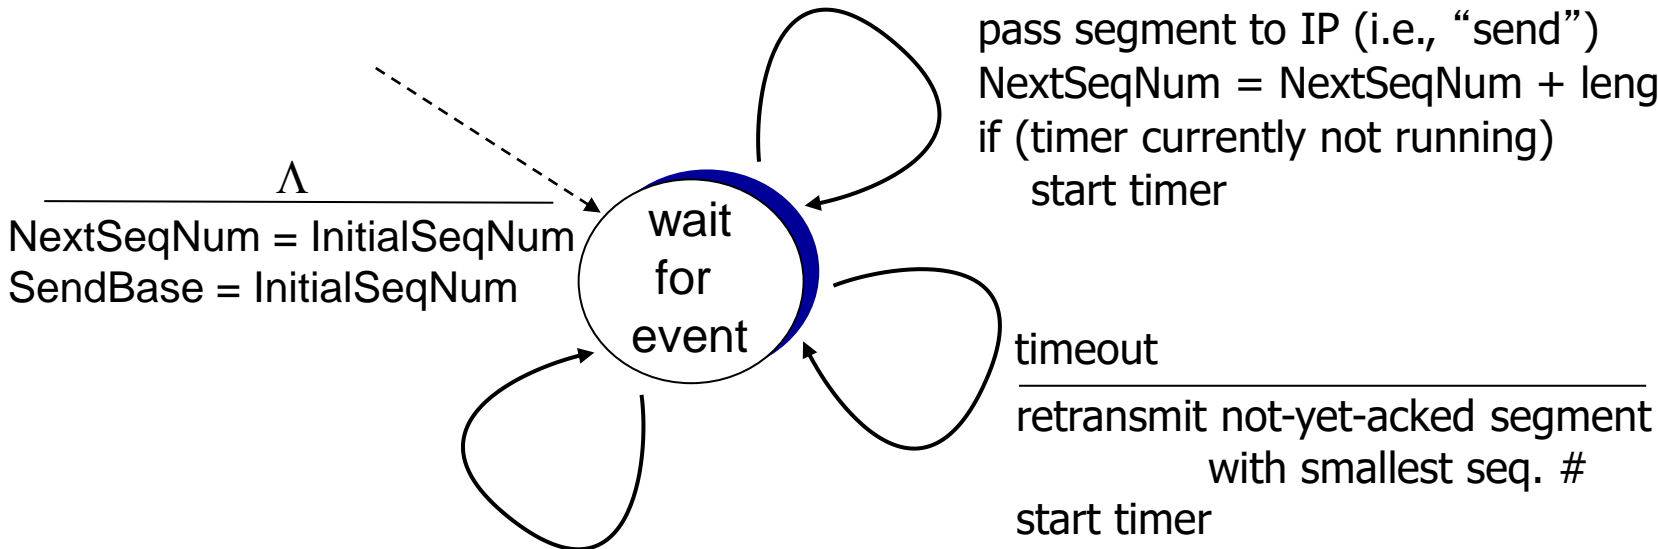 pass segment to IP (i.e., “send”)
NextSeqNum = NextSeqNum + leng
if (timer currently not running)
start timer
Λ
NextSeqNum = InitialSeqNum
SendBase = InitialSeqNum
wait
for
event
timeout
retransmit not-yet-acked segment
with smallest seq. #
start timer